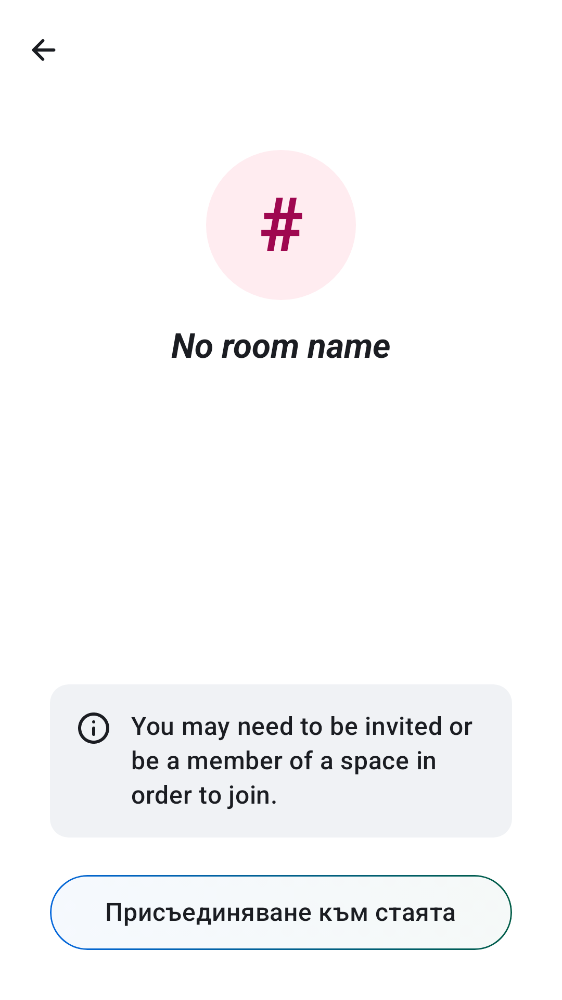 #
No room name
You may need to be invited or
be a member of a space in
order to join.
Присъединяване към стаята